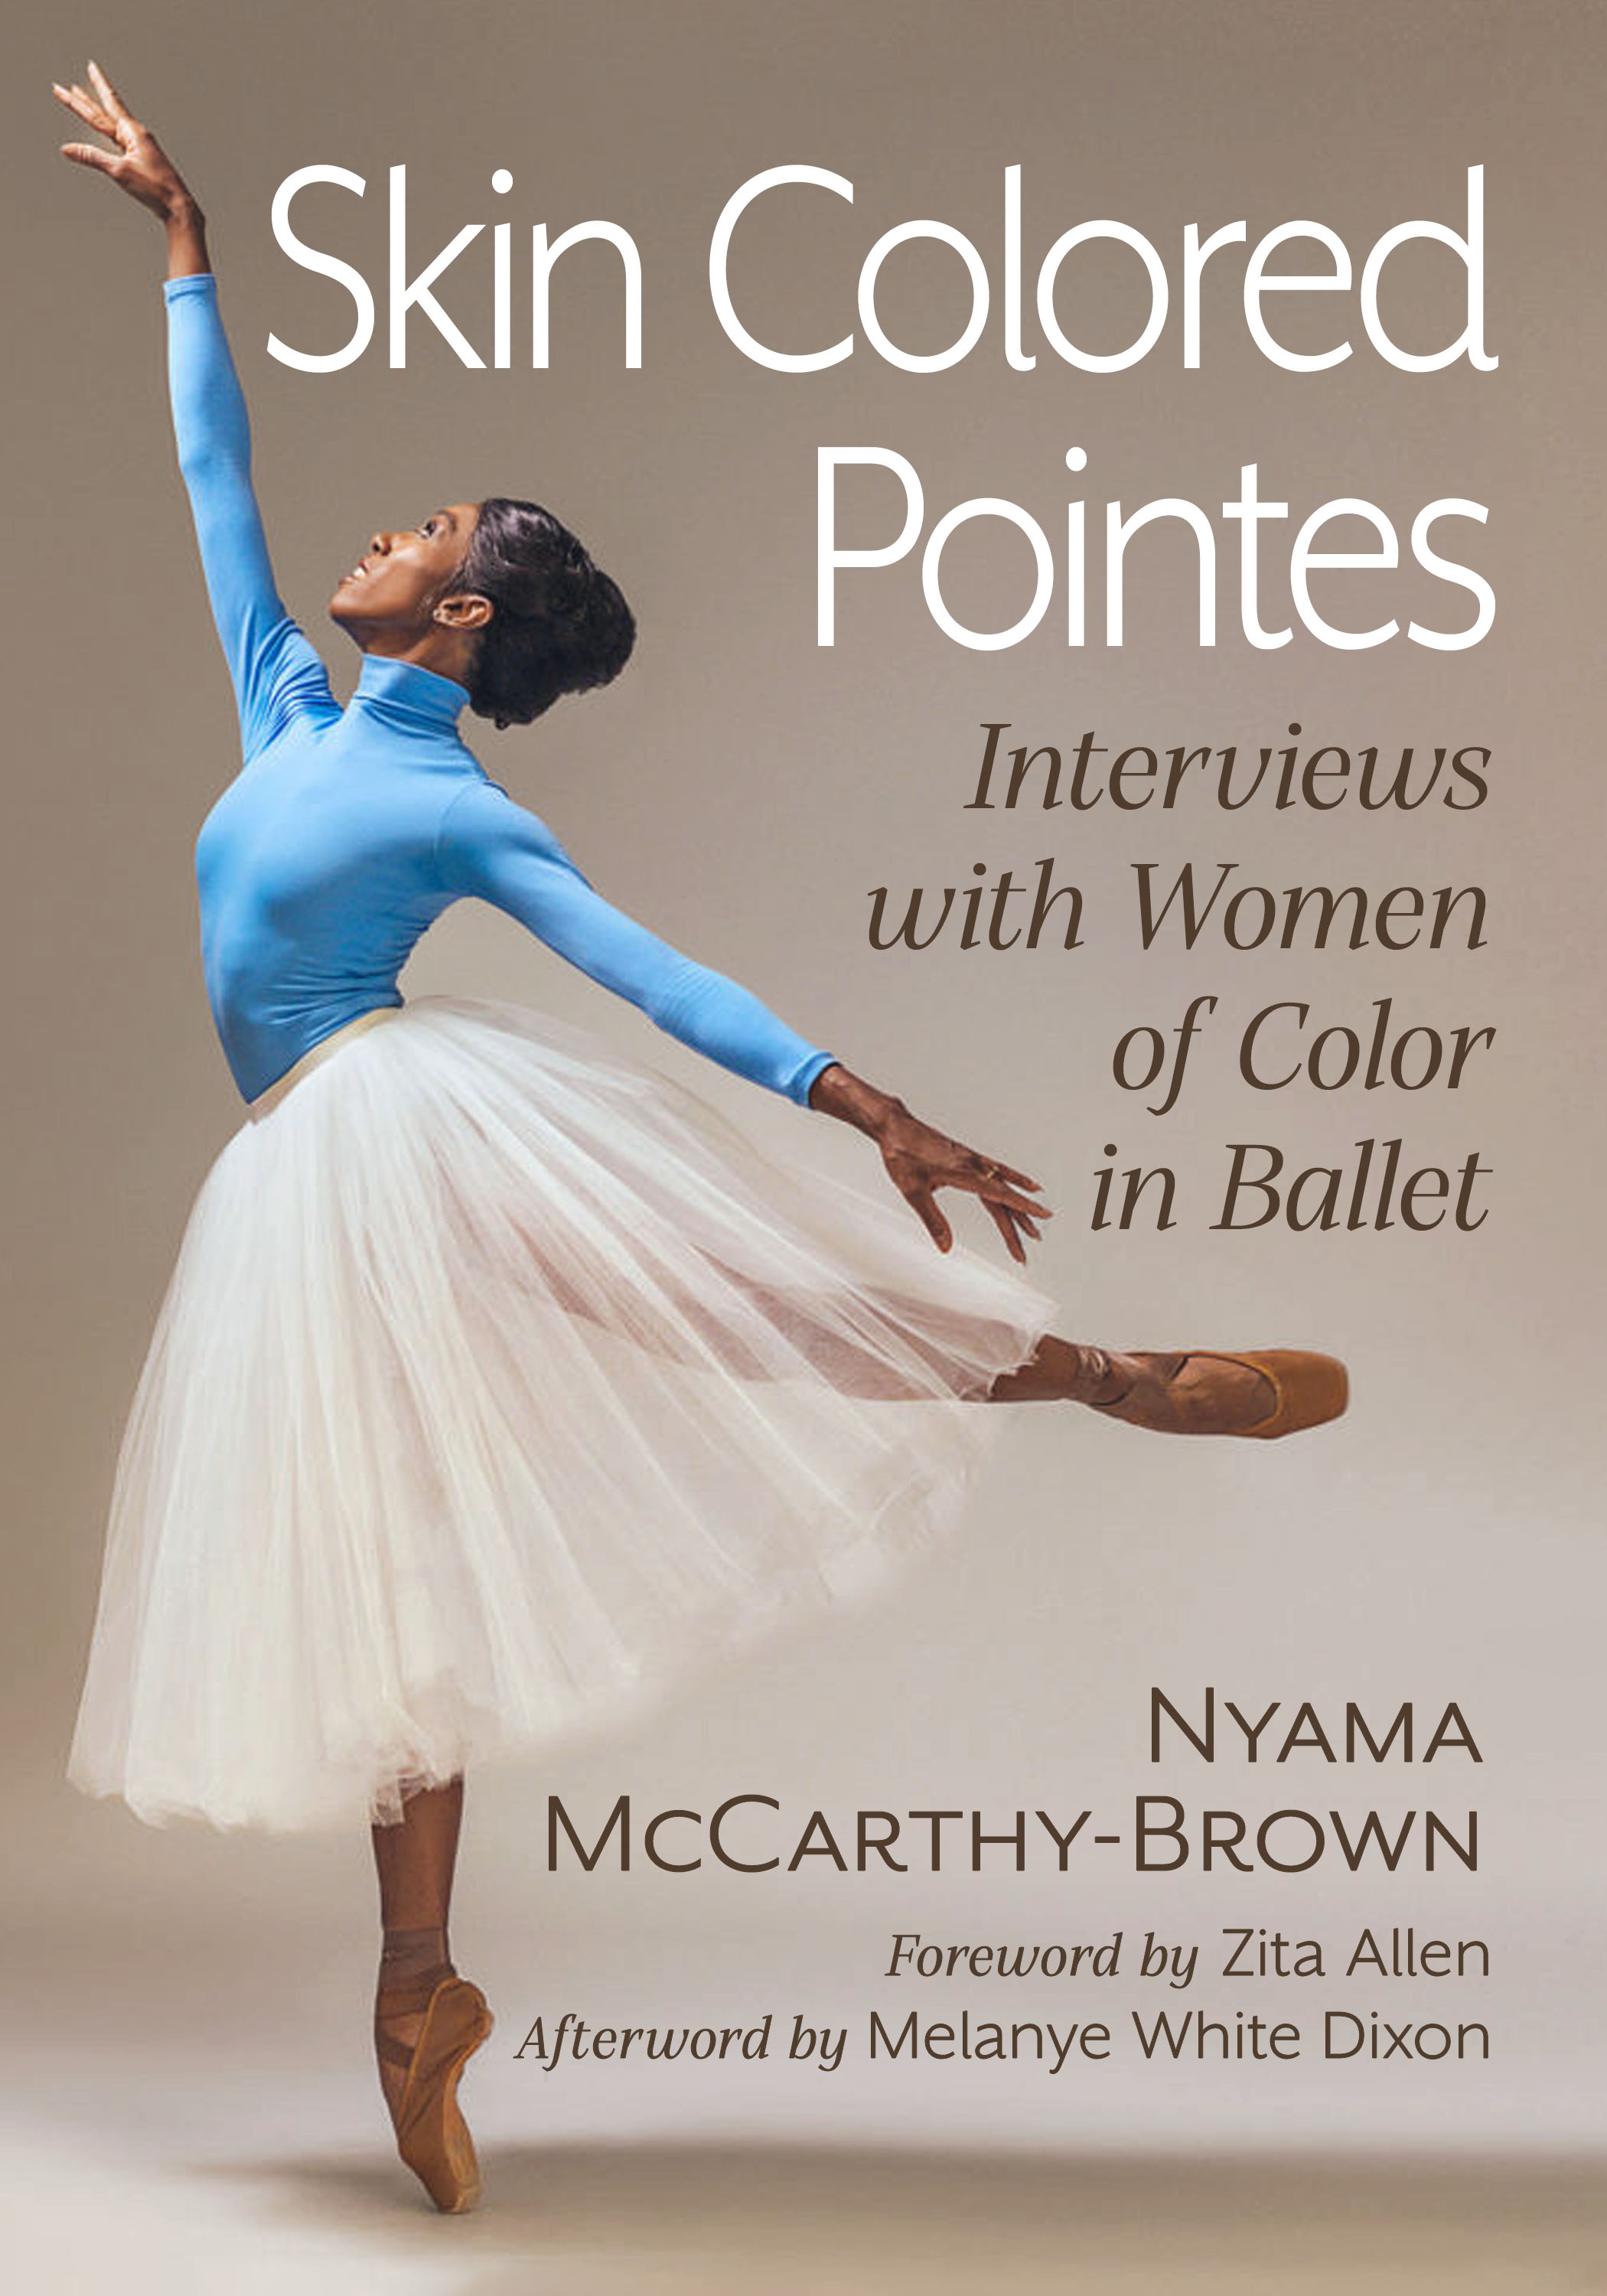 Skin Colored
Pointes
Interviews
with Women
of Color
in Ballet
Nyama
McCarthy-Brown
Foreword by Zita Allen
Afterword by Melanye White Dixon